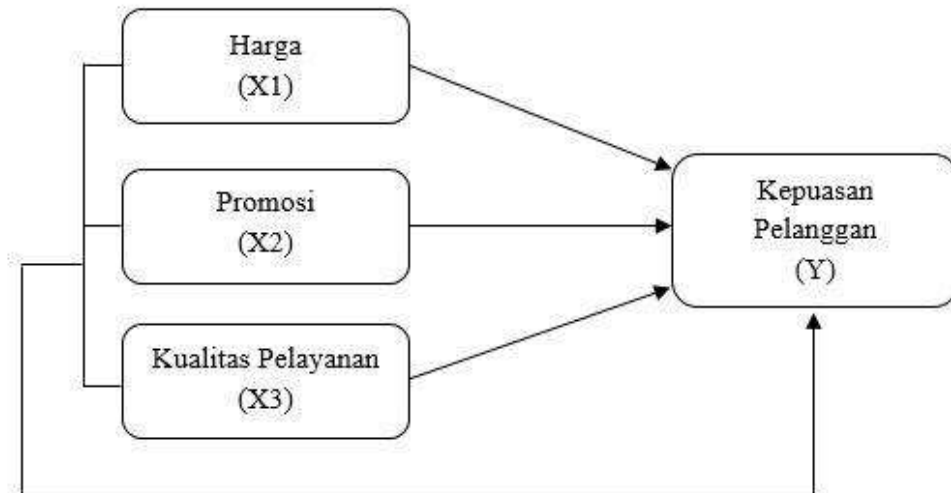 Harga
(X1)
Promosi
(X2)
Kualitas Pelayanan
(X3)
Kepuasan
Pelanggan
(Y)